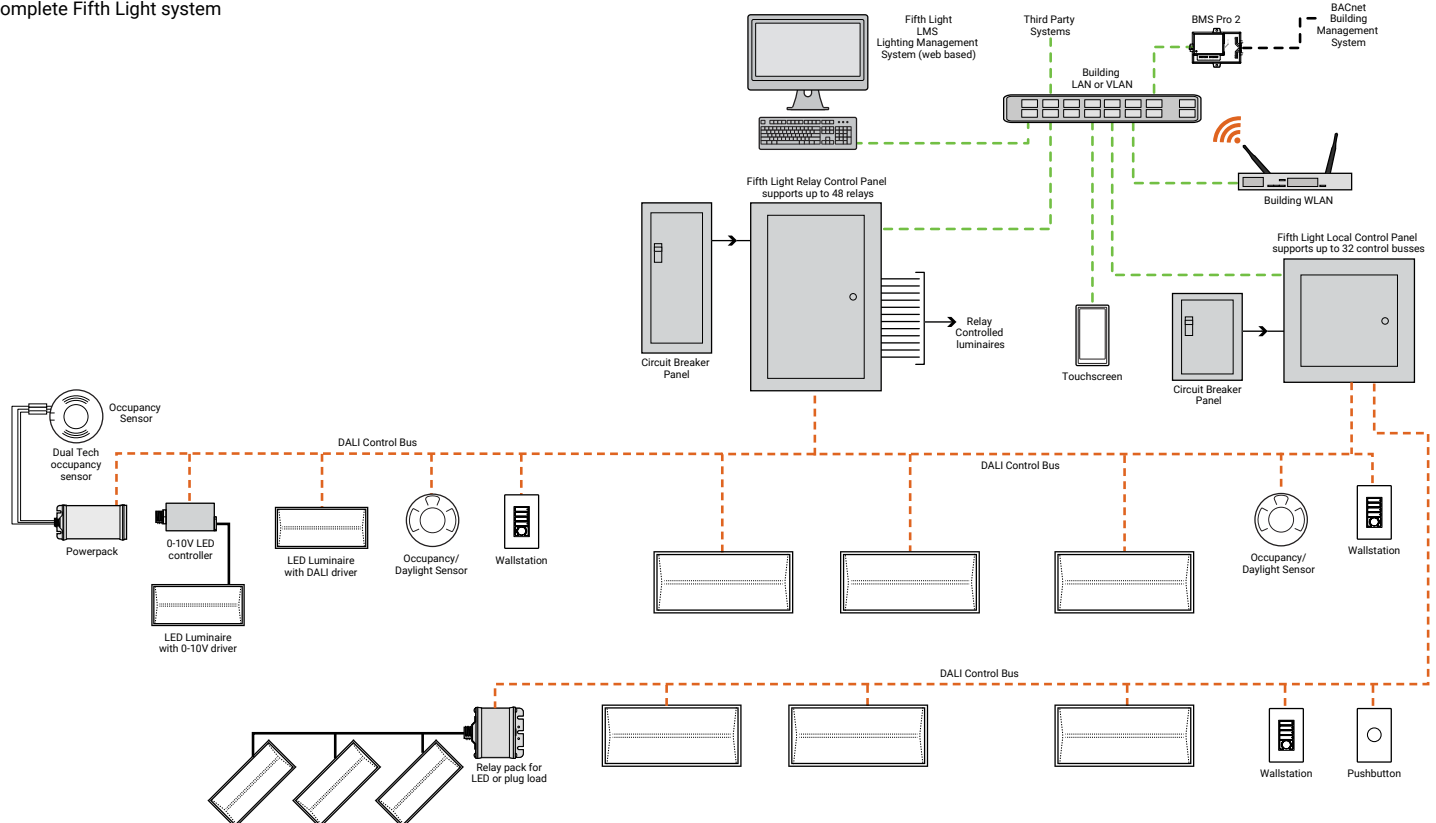 omplete Fifth Light system
Fifth Light
LMS
Lighting Management
System (web based)
Third Party
Systems
BMS Pro 2
BACnet
Building
Management
System
Building
LAN or VLAN
Building WLAN
Fifth Light Relay Control Panel
supports up to 48 relays
Circuit Breaker
Panel
Relay
Controlled
luminaires
Touchscreen
Fifth Light Local Control Panel
supports up to 32 control busses
Circuit Breaker
Panel
Occupancy
Sensor
Dual Tech
occupancy
sensor
Powerpack
DALI Control Bus
0-10V LED
controller
LED Luminaire
with 0-10V driver
LED Luminaire
with DALI driver
Occupancy/
Daylight Sensor
Wallstation
DALI Control Bus
Occupancy/
Daylight Sensor
Wallstation
DALI Control Bus
Relay pack for
LED or plug load
Wallstation
Pushbutton